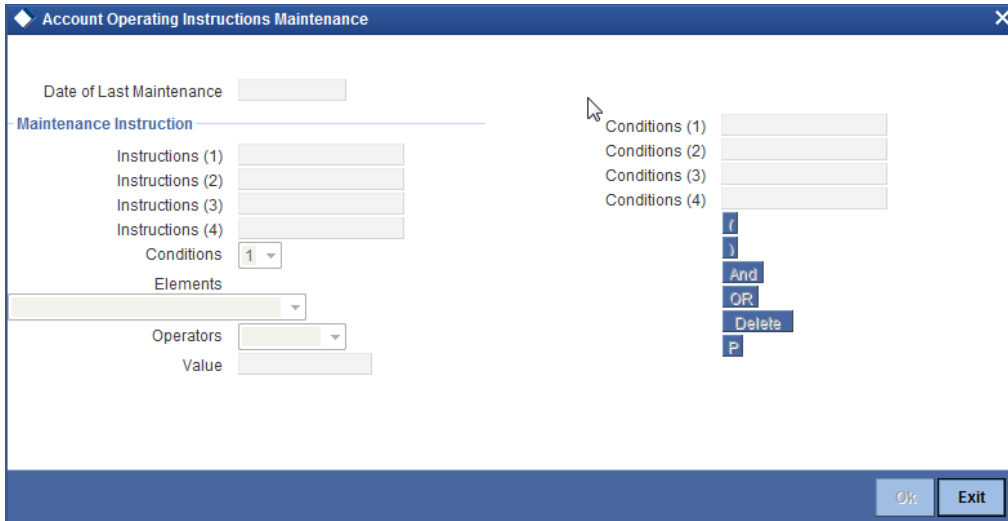 Account Operating Instructions Maintenance
Date of Last Maintenance
Maintenance Instruction
Instructions (1)
Instructions (2)
Instructions (3)
Instructions (4)
Conditions 1
Elements
Operators
Value
Conditions (1)
Conditions (2)
Conditions (3)
Conditions (4)
(
)
And
OR
Delete
P
Ok Exit